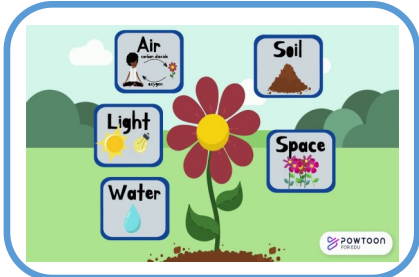 Air
carbon dioxide
oxygen
Soil
Light
Space
Water
POWTOON
FOR EDU